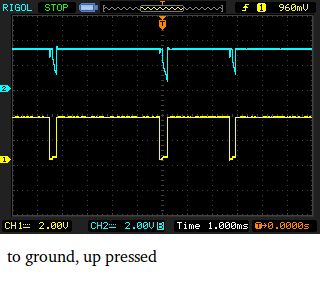 RIGOL STOP T 1 960mV
T
2
1
CH1 2.00V CH2 2.00V B Time 1.000ms T→0.0000s
to ground, up pressed